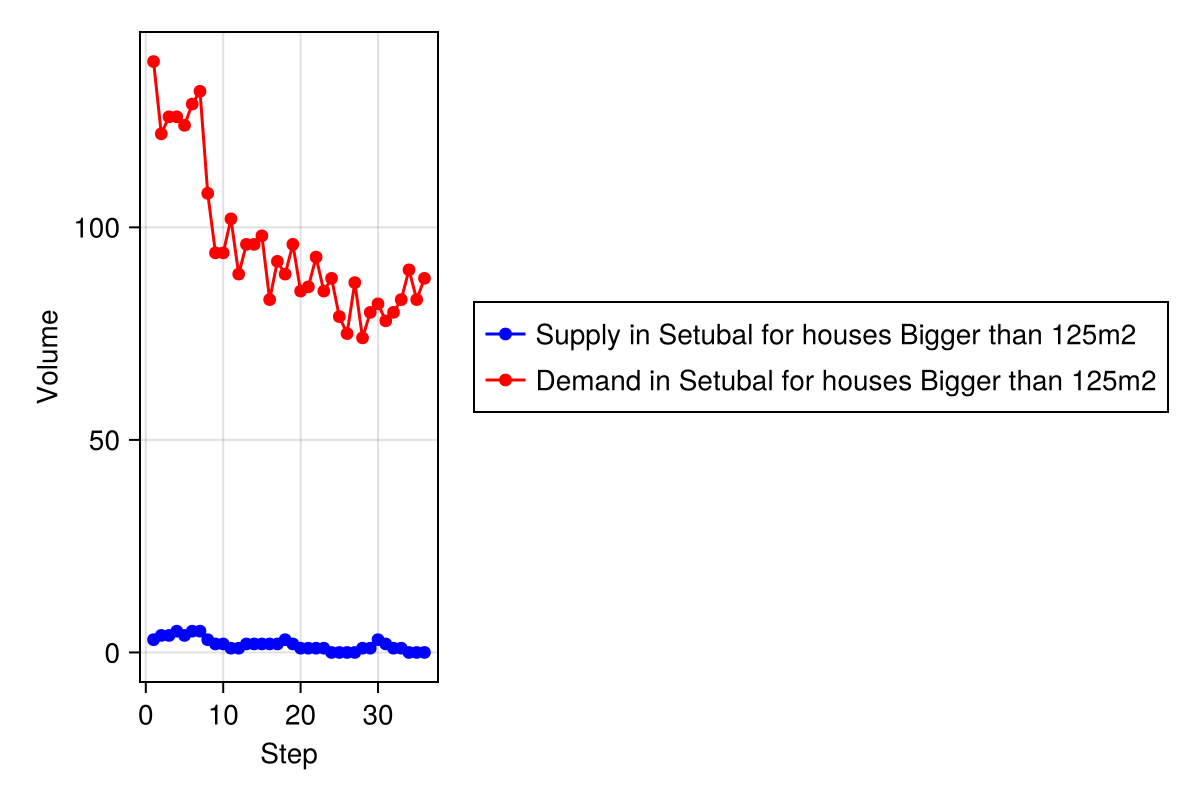 Volume
100
50
0
0 10 20 30
Step
Supply in Setubal for houses Bigger than 125m2
Demand in Setubal for houses Bigger than 125m2